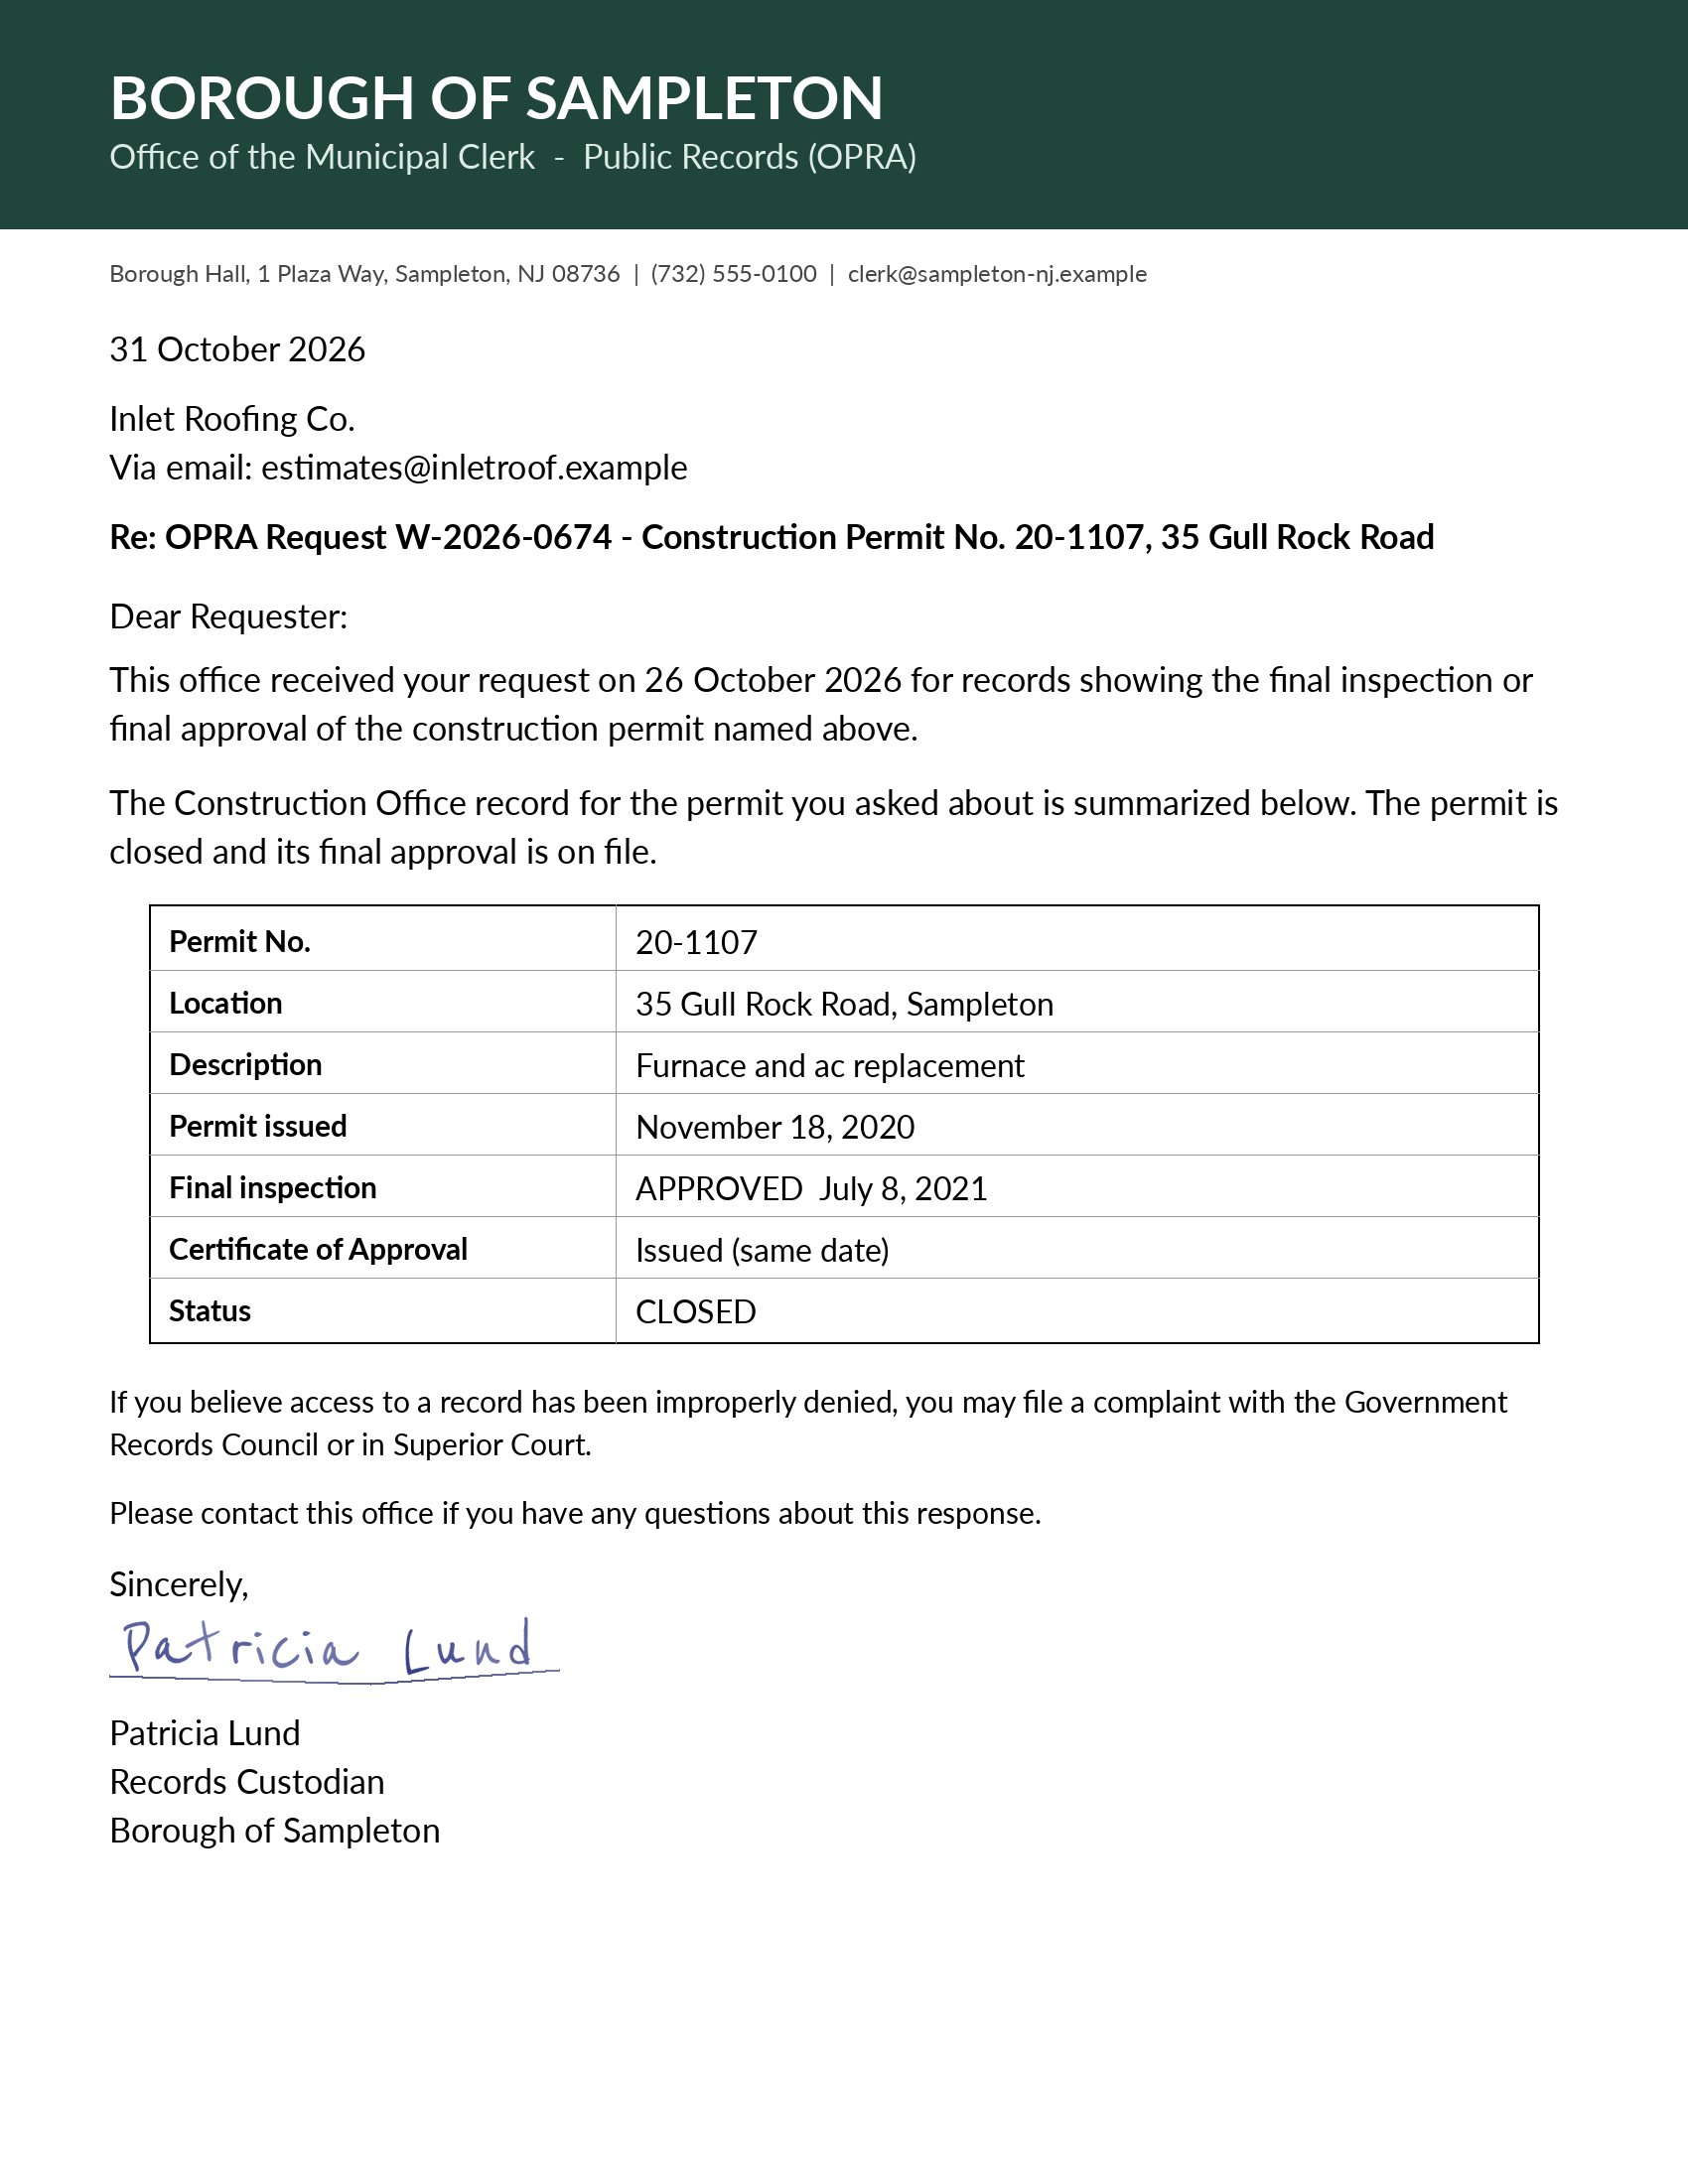 BOROUGH OF SAMPLETON
Office of the Municipal Clerk - Public Records (OPRA)
Borough Hall, 1 Plaza Way, Sampleton, NJ 08736 | (732) 555-0100 | clerk@sampleton-nj.example
31 October 2026
Inlet Roofing Co.
Via email: estimates@inletroof.example
Re: OPRA Request W-2026-0674 - Construction Permit No. 20-1107, 35 Gull Rock Road
Dear Requester:
This office received your request on 26 October 2026 for records showing the final inspection or
final approval of the construction permit named above.
The Construction Office record for the permit you asked about is summarized below. The permit is
closed and its final approval is on file.
Permit No. 20-1107
Location 35 Gull Rock Road, Sampleton
Description Furnace and ac replacement
Permit issued November 18, 2020
Final inspection APPROVED July 8, 2021
Certificate of Approval Issued (same date)
Status CLOSED
If you believe access to a record has been improperly denied, you may file a complaint with the Government
Records Council or in Superior Court.
Please contact this office if you have any questions about this response.
Sincerely,
Patricia Lund
Patricia Lund
Records Custodian
Borough of Sampleton